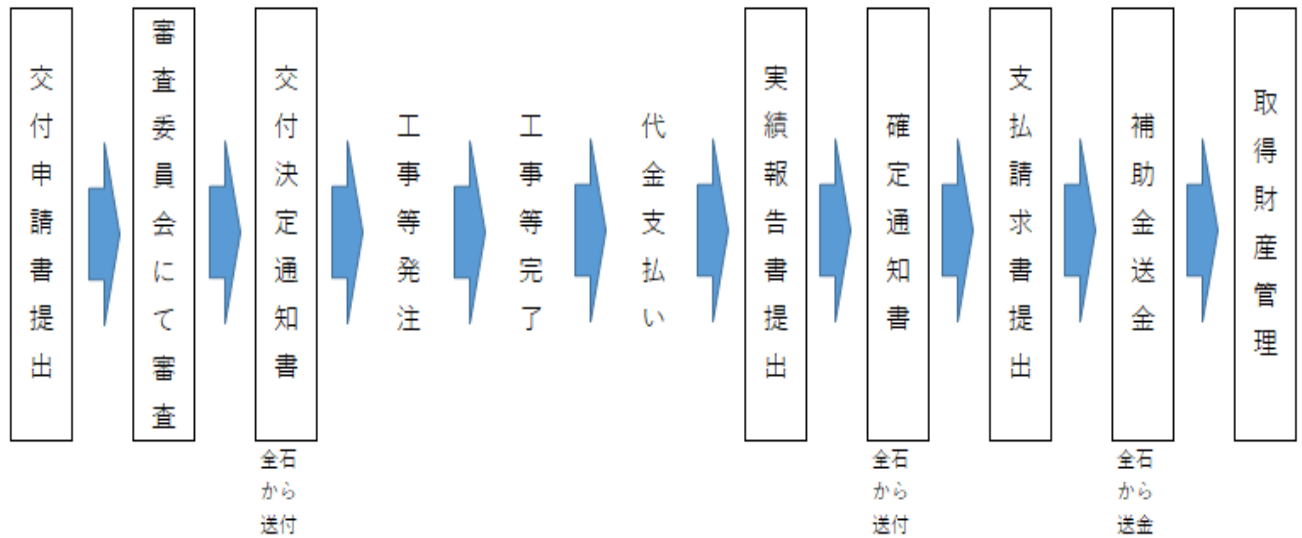 交付申請書提出
審査委員会にて審査
交付決定通知書
全石
から
送付
工事等発注
工事等完了
代金支払い
実績報告書提出
確定通知書
全石
から
送付
支払請求書提出
補助金送金
全石
から
送金
取得財産管理